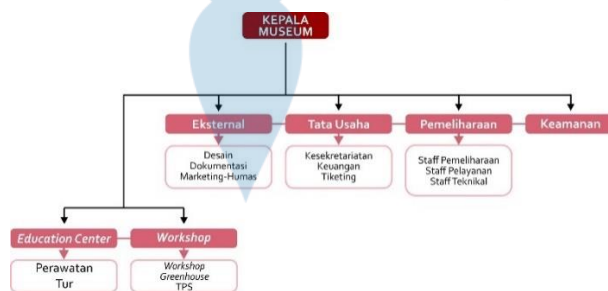 KEPALA
MUSEUM
Eksternal
Tata Usaha
Pemeliharaan
Keamanan
Desain
Dokumentasi
Marketing-Humas
Kesekretariatan
Keuangan
Tiketing
Staff Pemeliharaan
Staff Pelayanan
Staff Teknikal
Education Center
Workshop
Perawatan
Tur
Workshop
Greenhouse
TPS